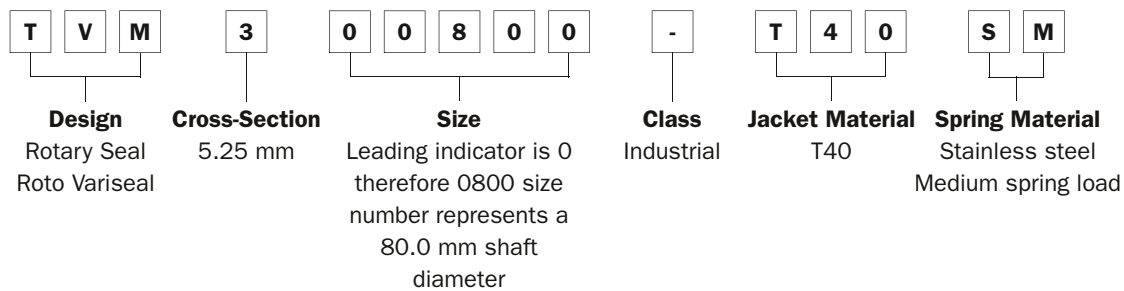 T V M 3 0 0 8 0 0 - T 4 0 S M
Design Cross-Section Size Class Jacket Material Spring Material
Rotary Seal 5.25 mm Leading indicator is 0 Industrial T40 Stainless steel
Roto Variseal therefore 0800 size Medium spring load
number represents a
80.0 mm shaft
diameter